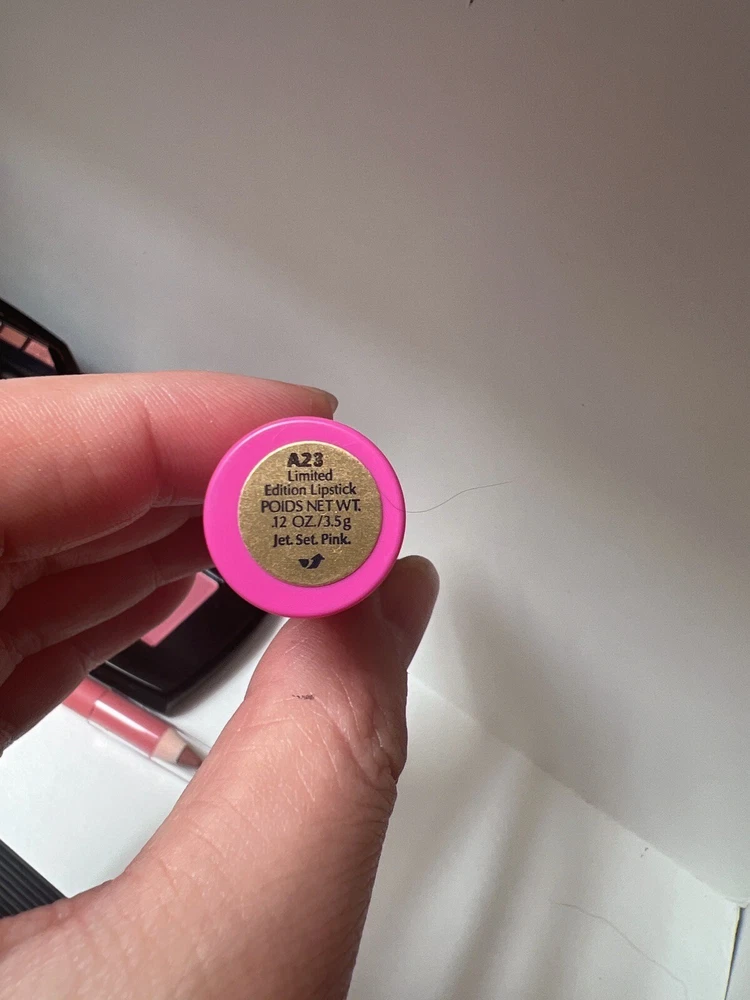 A23
Limited
Edition Lipstick
POIDS NET WT.
.12 OZ./3.5g
Jet. Set. Pink.